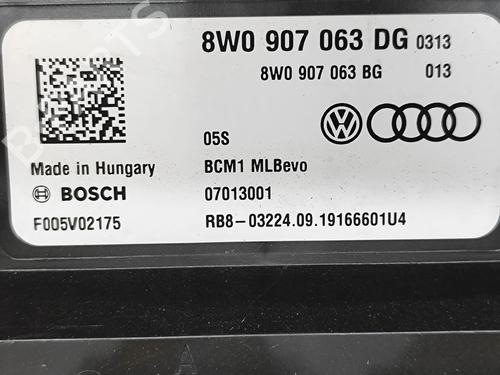 8W0 907 063 DG 0313
8W0 907 063 BG 013
05S
Made in Hungary BCM1 MLBevo
BOSCH 07013001
F005V02175 RB8-03224.09.19166601U4